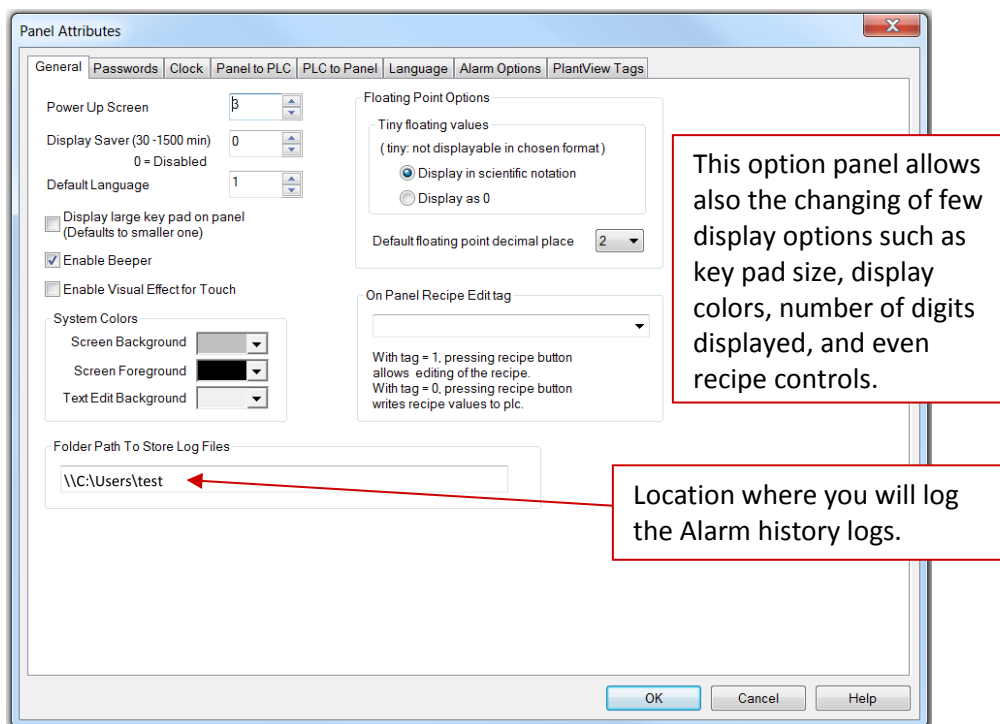 Panel Attributes
General Passwords Clock Panel to PLC PLC to Panel Language Alarm Options PlantView Tags
Power Up Screen 3
Display Saver (30 -1500 min) 0
0 = Disabled
Default Language 1
Display large key pad on panel
(Defaults to smaller one)
Enable Beeper
Enable Visual Effect for Touch
System Colors
Screen Background
Screen Foreground
Text Edit Background
Floating Point Options
Tiny floating values
( tiny: not displayable in chosen format )
Display in scientific notation
Display as 0
Default floating point decimal place 2
On Panel Recipe Edit tag
With tag = 1, pressing recipe button
allows editing of the recipe.
With tag = 0, pressing recipe button
writes recipe values to plc.
Folder Path To Store Log Files
\\C:\Users\test
This option panel allows
also the changing of few
display options such as
key pad size, display
colors, number of digits
displayed, and even
recipe controls.
Location where you will log
the Alarm history logs.
OK Cancel Help